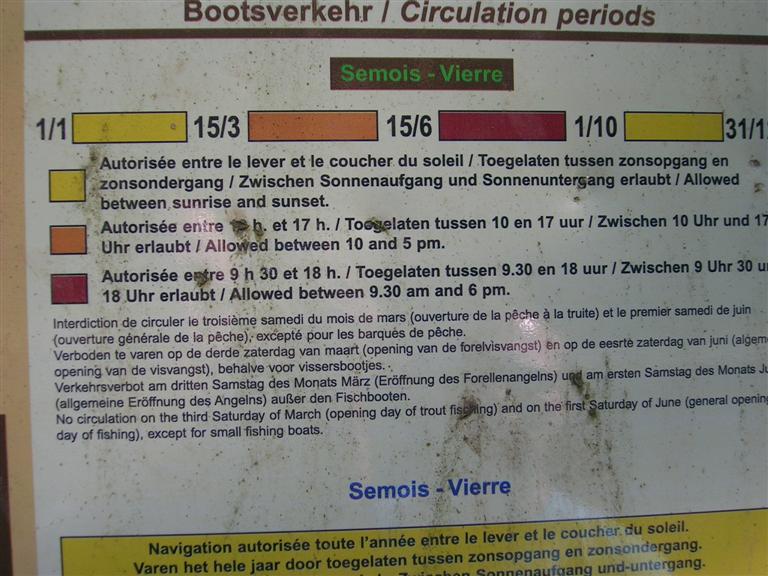 Bootsverkehr / Circulation periods
Semois - Vierre
1/1 15/3 15/6 1/10 31/1
Autorisée entre le lever et le coucher du soleil / Toegelaten tussen zonsopgang en
zonsondergang / Zwischen Sonnenaufgang und Sonnenuntergang erlaubt / Allowed
between sunrise and sunset.
Autorisée entre h. et 17 h. / Toegelaten tussen 10 en 17 uur / Zwischen 10 Uhr und 17
Uhr erlaubt / Allowed between 10 and 5 pm.
Autorisée entre 9 h 30 et 18 h. / Toegelaten tussen 9.30 en 18 uur / Zwischen 9 Uhr 30 u
18 Uhr erlaubt / Allowed between 9.30 am and 6 pm.
Interdiction de circuler le troisième samedi du mois de mars (ouverture de la pêche à la truite) et le premier samedi de juin
(ouverture générale de la pêche), excepté pour les barques de pêche.
Verboden te varen op de derde zaterdag van maart (opening van de forelvisvangst) en op de eesrte zaterdag van juni (algem
opening van de visvangst), behalve voor vissersbootjes.
Verkehrsverbot am dritten Samstag des Monats März (Eröffnung des Forellenangelns) und am ersten Samstag des Monats Ju
(allgemeine Eröffnung des Angelns) außer den Fischbooten.
No circulation on the third Saturday of March (opening day of trout fishing) and on the first Saturday of June (general opening
day of fishing), except for small fishing boats.
Semois - Vierre
Navigation autorisée toute l'année entre le lever et le coucher du soleil.
Varen het hele jaar door toegelaten tussen zonsopgang en zonsondergang.
Sonnenaufgang und-untergang.